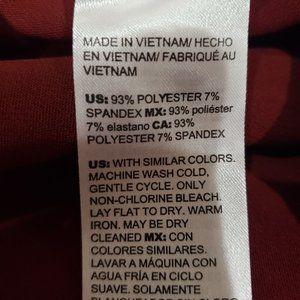 MADE IN VIETNAM/ HECHO
EN VIETNAM/ FABRIQUÉ AU
VIETNAM
US: 93% POLYESTER 7%
SPANDEX MX: 93% poliéster
7% elastano CA: 93%
POLYESTER 7% SPANDEX
US: WITH SIMILAR COLORS.
MACHINE WASH COLD,
GENTLE CYCLE. ONLY
NON-CHLORINE BLEACH.
LAY FLAT TO DRY. WARM
IRON. MAY BE DRY
CLEANED MX: CON
COLORES SIMILARES.
LAVAR A MÁQUINA CON
AGUA FRÍA EN CICLO
SUAVE. SOLAMENTE